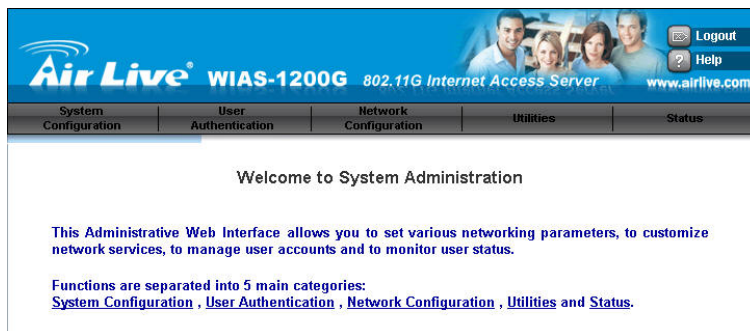 Logout
Help
Air Live® WIAS-1200G 802.11G Internet Access Server
www.airlive.com
System Configuration
User Authentication
Network Configuration
Utilities
Status
Welcome to System Administration
This Administrative Web Interface allows you to set various networking parameters, to customize
network services, to manage user accounts and to monitor user status.
Functions are separated into 5 main categories:
System Configuration , User Authentication , Network Configuration , Utilities and Status.